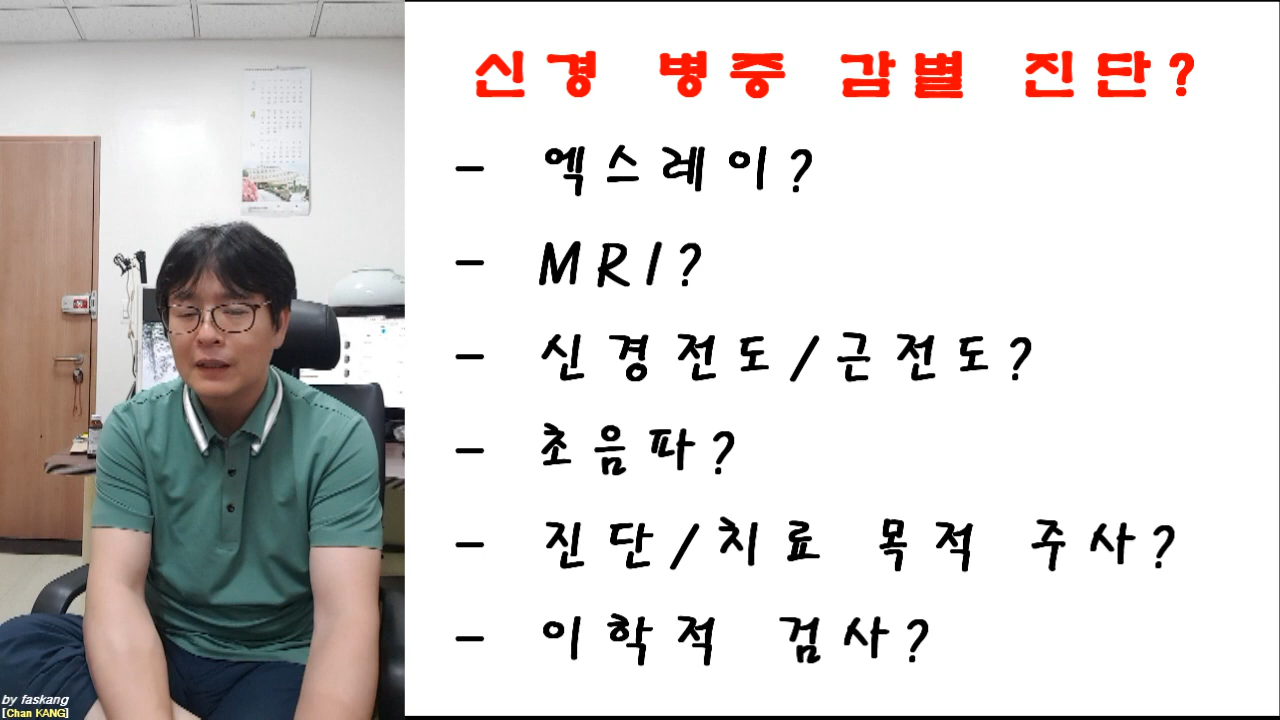 신경 병증 감별 진단?
- 엑스레이?
- MRI?
- 신경전도/근전도?
- 초음파?
- 진단/치료 목적 주사?
- 이학적 검사?
by faskang
[Chan KANG]